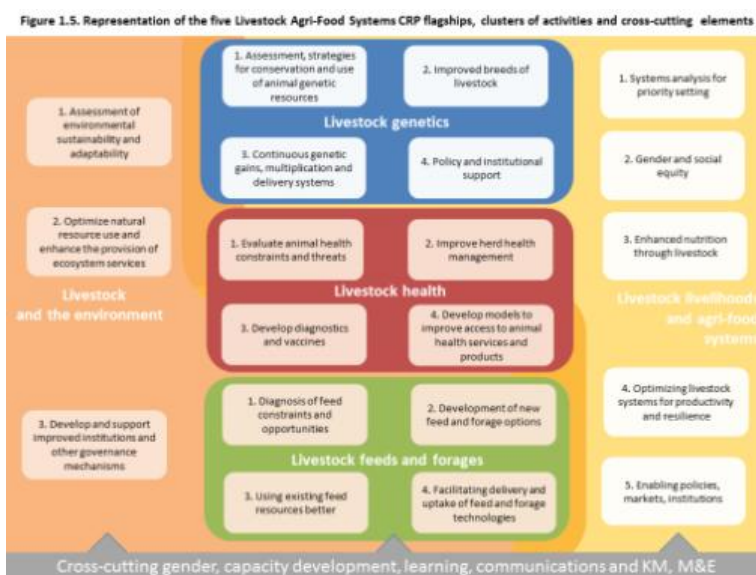 Figure 1.5. Representation of the five Livestock Agri-Food Systems CRP flagships, clusters of activities and cross-cutting elements
1. Assessment of
environmental
sustainability and
adaptability
2. Optimize natural
resource use and
enhance the provision of
ecosystem services
Livestock
and the environment
3. Develop and support
improved institutions and
other governance
mechanisms
1. Assessment, strategies
for conservation and use
of animal genetic
resources
2. Improved breeds of
livestock
Livestock genetics
3. Continuous genetic
gains, multiplication and
delivery systems
4. Policy and institutional
support
1. Evaluate animal health
constraints and threats
2. Improve herd health
management
Livestock health
3. Develop diagnostics
and vaccines
4. Develop models to
improve access to animal
health services and
products
1. Diagnosis of feed
constraints and
opportunities
2. Development of new
feed and forage options
Livestock feeds and forages
3. Using existing feed
resources better
4. Facilitating delivery and
uptake of feed and forage
technologies
1. Systems analysis for
priority setting
2. Gender and social
equity
3. Enhanced nutrition
through livestock
Livestock livelihoods
and agri-food
systems
4. Optimizing livestock
systems for productivity
and resilience
5. Enabling policies,
markets, institutions
Cross-cutting gender, capacity development, learning, communications and KM, M&E